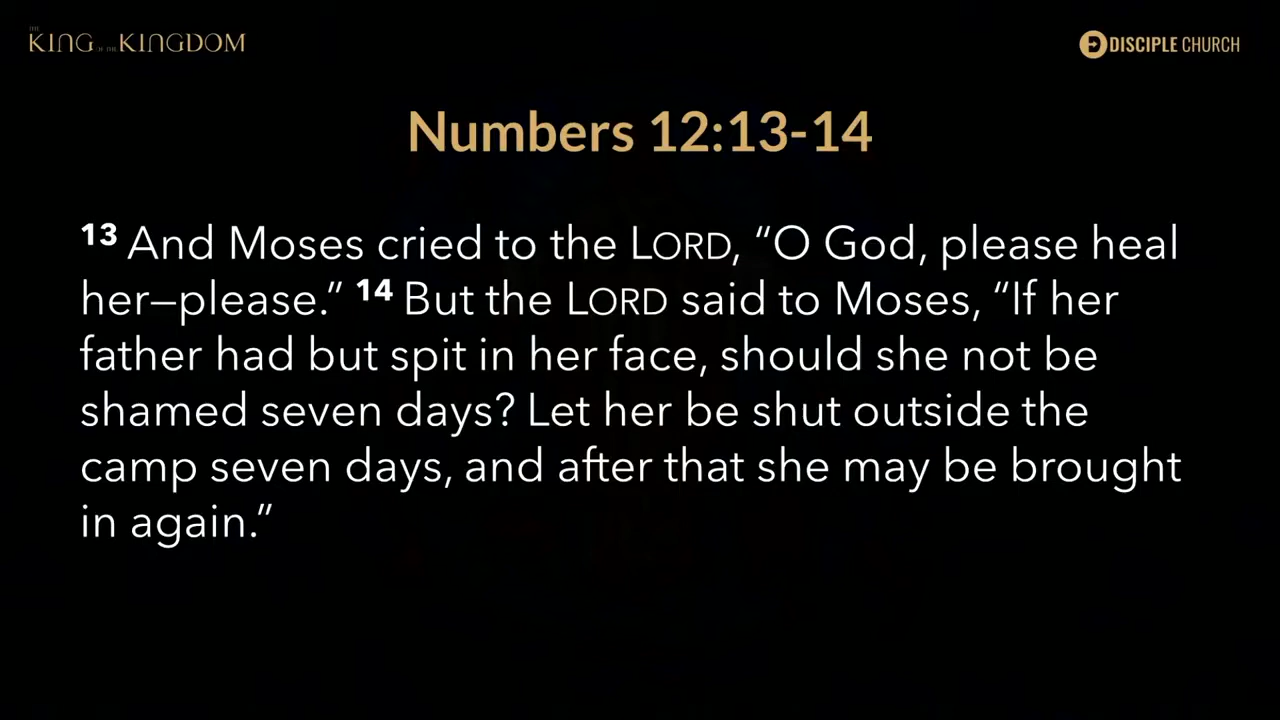 THE
KING OF THE KINGDOM
DISCIPLE CHURCH
Numbers 12:13-14
13 And Moses cried to the LORD, “O God, please heal
her—please.” 14 But the LORD said to Moses, “If her
father had but spit in her face, should she not be
shamed seven days? Let her be shut outside the
camp seven days, and after that she may be brought
in again.”